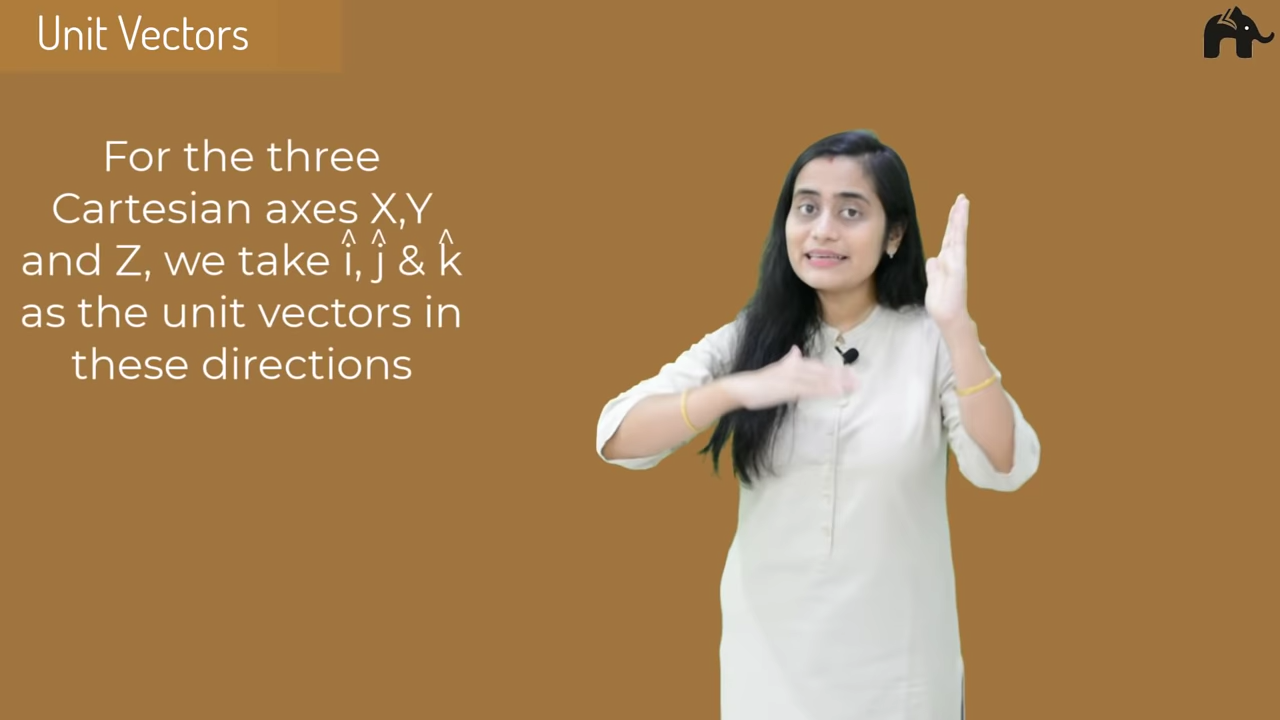 Unit Vectors
For the three
Cartesian axes X,Y
and Z, we take î, ĵ & k̂
as the unit vectors in
these directions